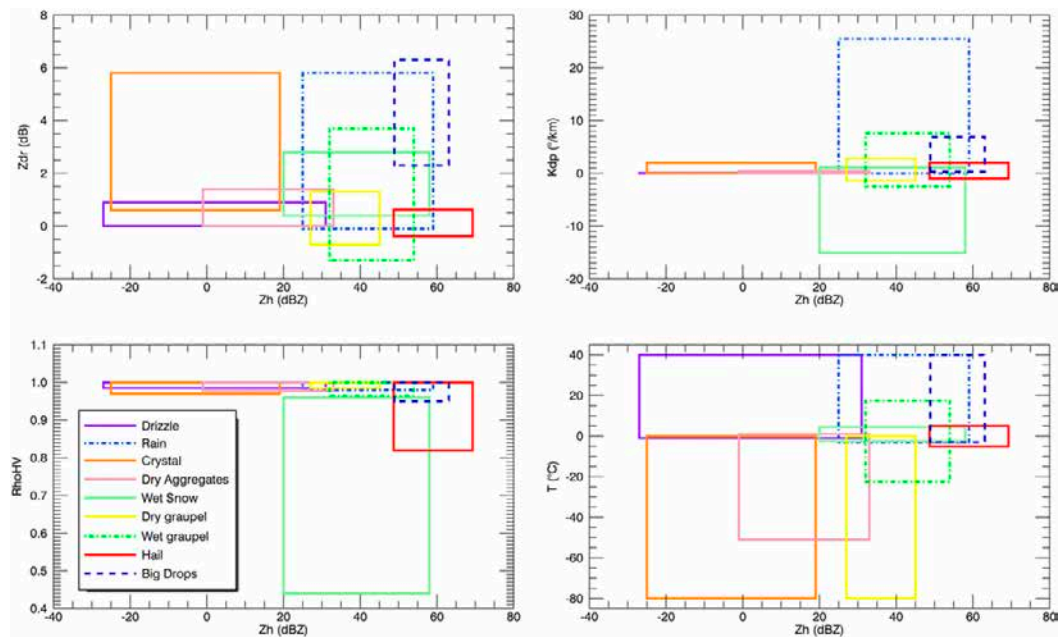 8
6
4
2
0
-2
Zdr (dB)
-40 -20 0 20 40 60 80
Zh (dBZ)
30
20
10
0
-10
-20
Kdp (°/km)
-40 -20 0 20 40 60 80
Zh (dBZ)
1.1
1.0
0.9
0.8
0.7
0.6
0.5
0.4
RhoHV
Drizzle
Rain
Crystal
Dry Aggregates
Wet Snow
Dry graupel
Wet graupel
Hail
Big Drops
-20 0 20 40 60 80
Zh (dBZ)
40
20
0
-20
-40
-60
-80
T (°C)
-40 -20 0 20 40 60 80
Zh (dBZ)